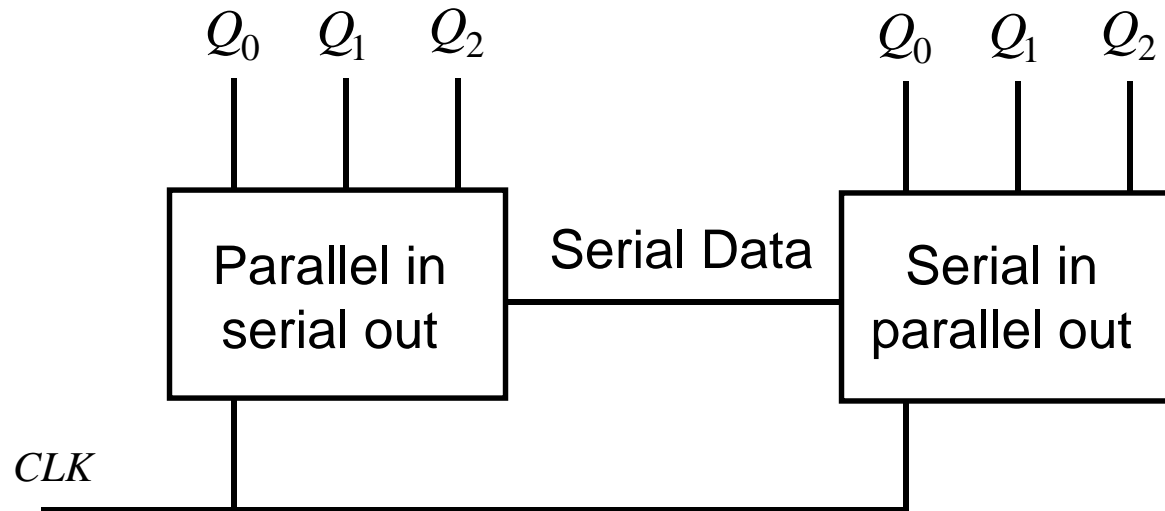 Q0 Q1 Q2 Q0 Q1 Q2
Parallel in
serial out
Serial Data
Serial in
parallel out
CLK